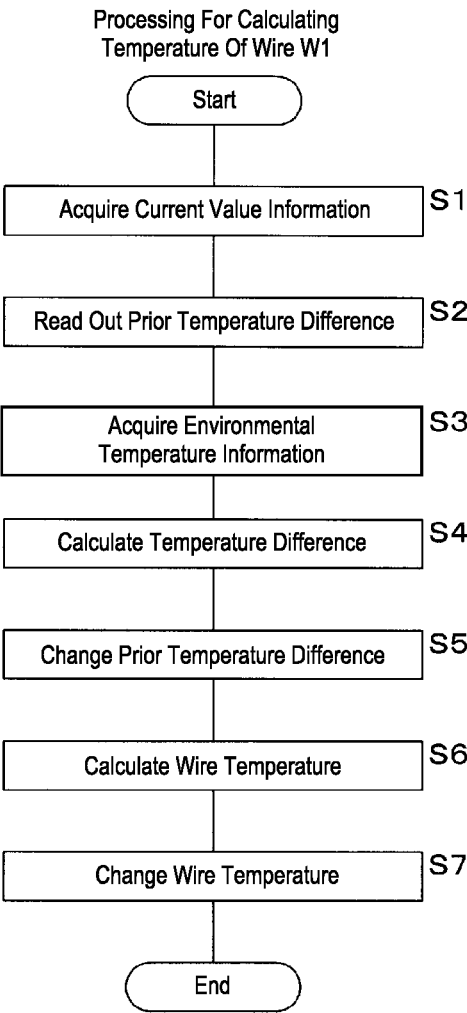 Processing For Calculating
Temperature Of Wire W1
Start
Acquire Current Value Information
S1
Read Out Prior Temperature Difference
S2
Acquire Environmental
Temperature Information
S3
Calculate Temperature Difference
S4
Change Prior Temperature Difference
S5
Calculate Wire Temperature
S6
Change Wire Temperature
S7
End